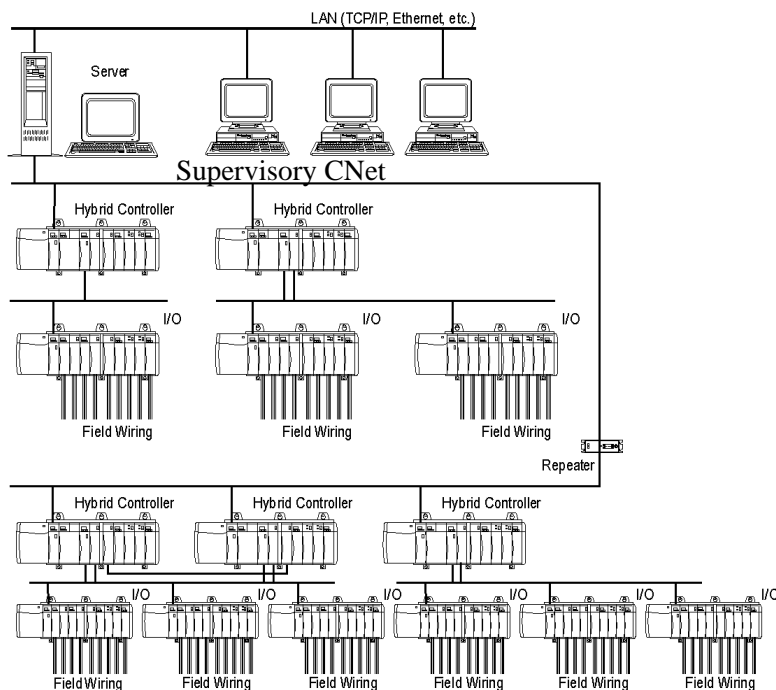 LAN (TCP/IP, Ethernet, etc.)
Server
Supervisory CNet
Hybrid Controller
Hybrid Controller
I/O
I/O
I/O
Field Wiring
Field Wiring
Field Wiring
Repeater
Hybrid Controller
Hybrid Controller
Hybrid Controller
I/O
I/O
I/O
I/O
I/O
I/O
Field Wiring
Field Wiring
Field Wiring
Field Wiring
Field Wiring
Field Wiring